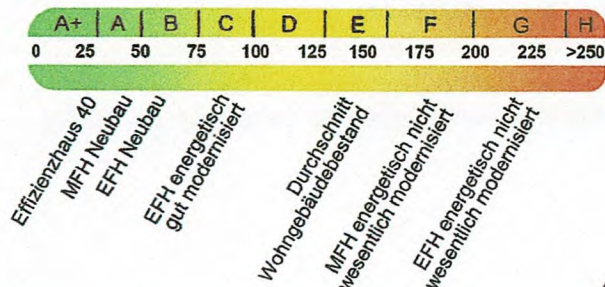 A+ A B C D E F G H
0 25 50 75 100 125 150 175 200 225 >250
Effizienzhaus 40
MFH Neubau
EFH Neubau
EFH energetisch
gut modernisiert
Durchschnitt
Wohngebäudebestand
MFH energetisch nicht
wesentlich modernisiert
EFH energetisch nicht
wesentlich modernisiert